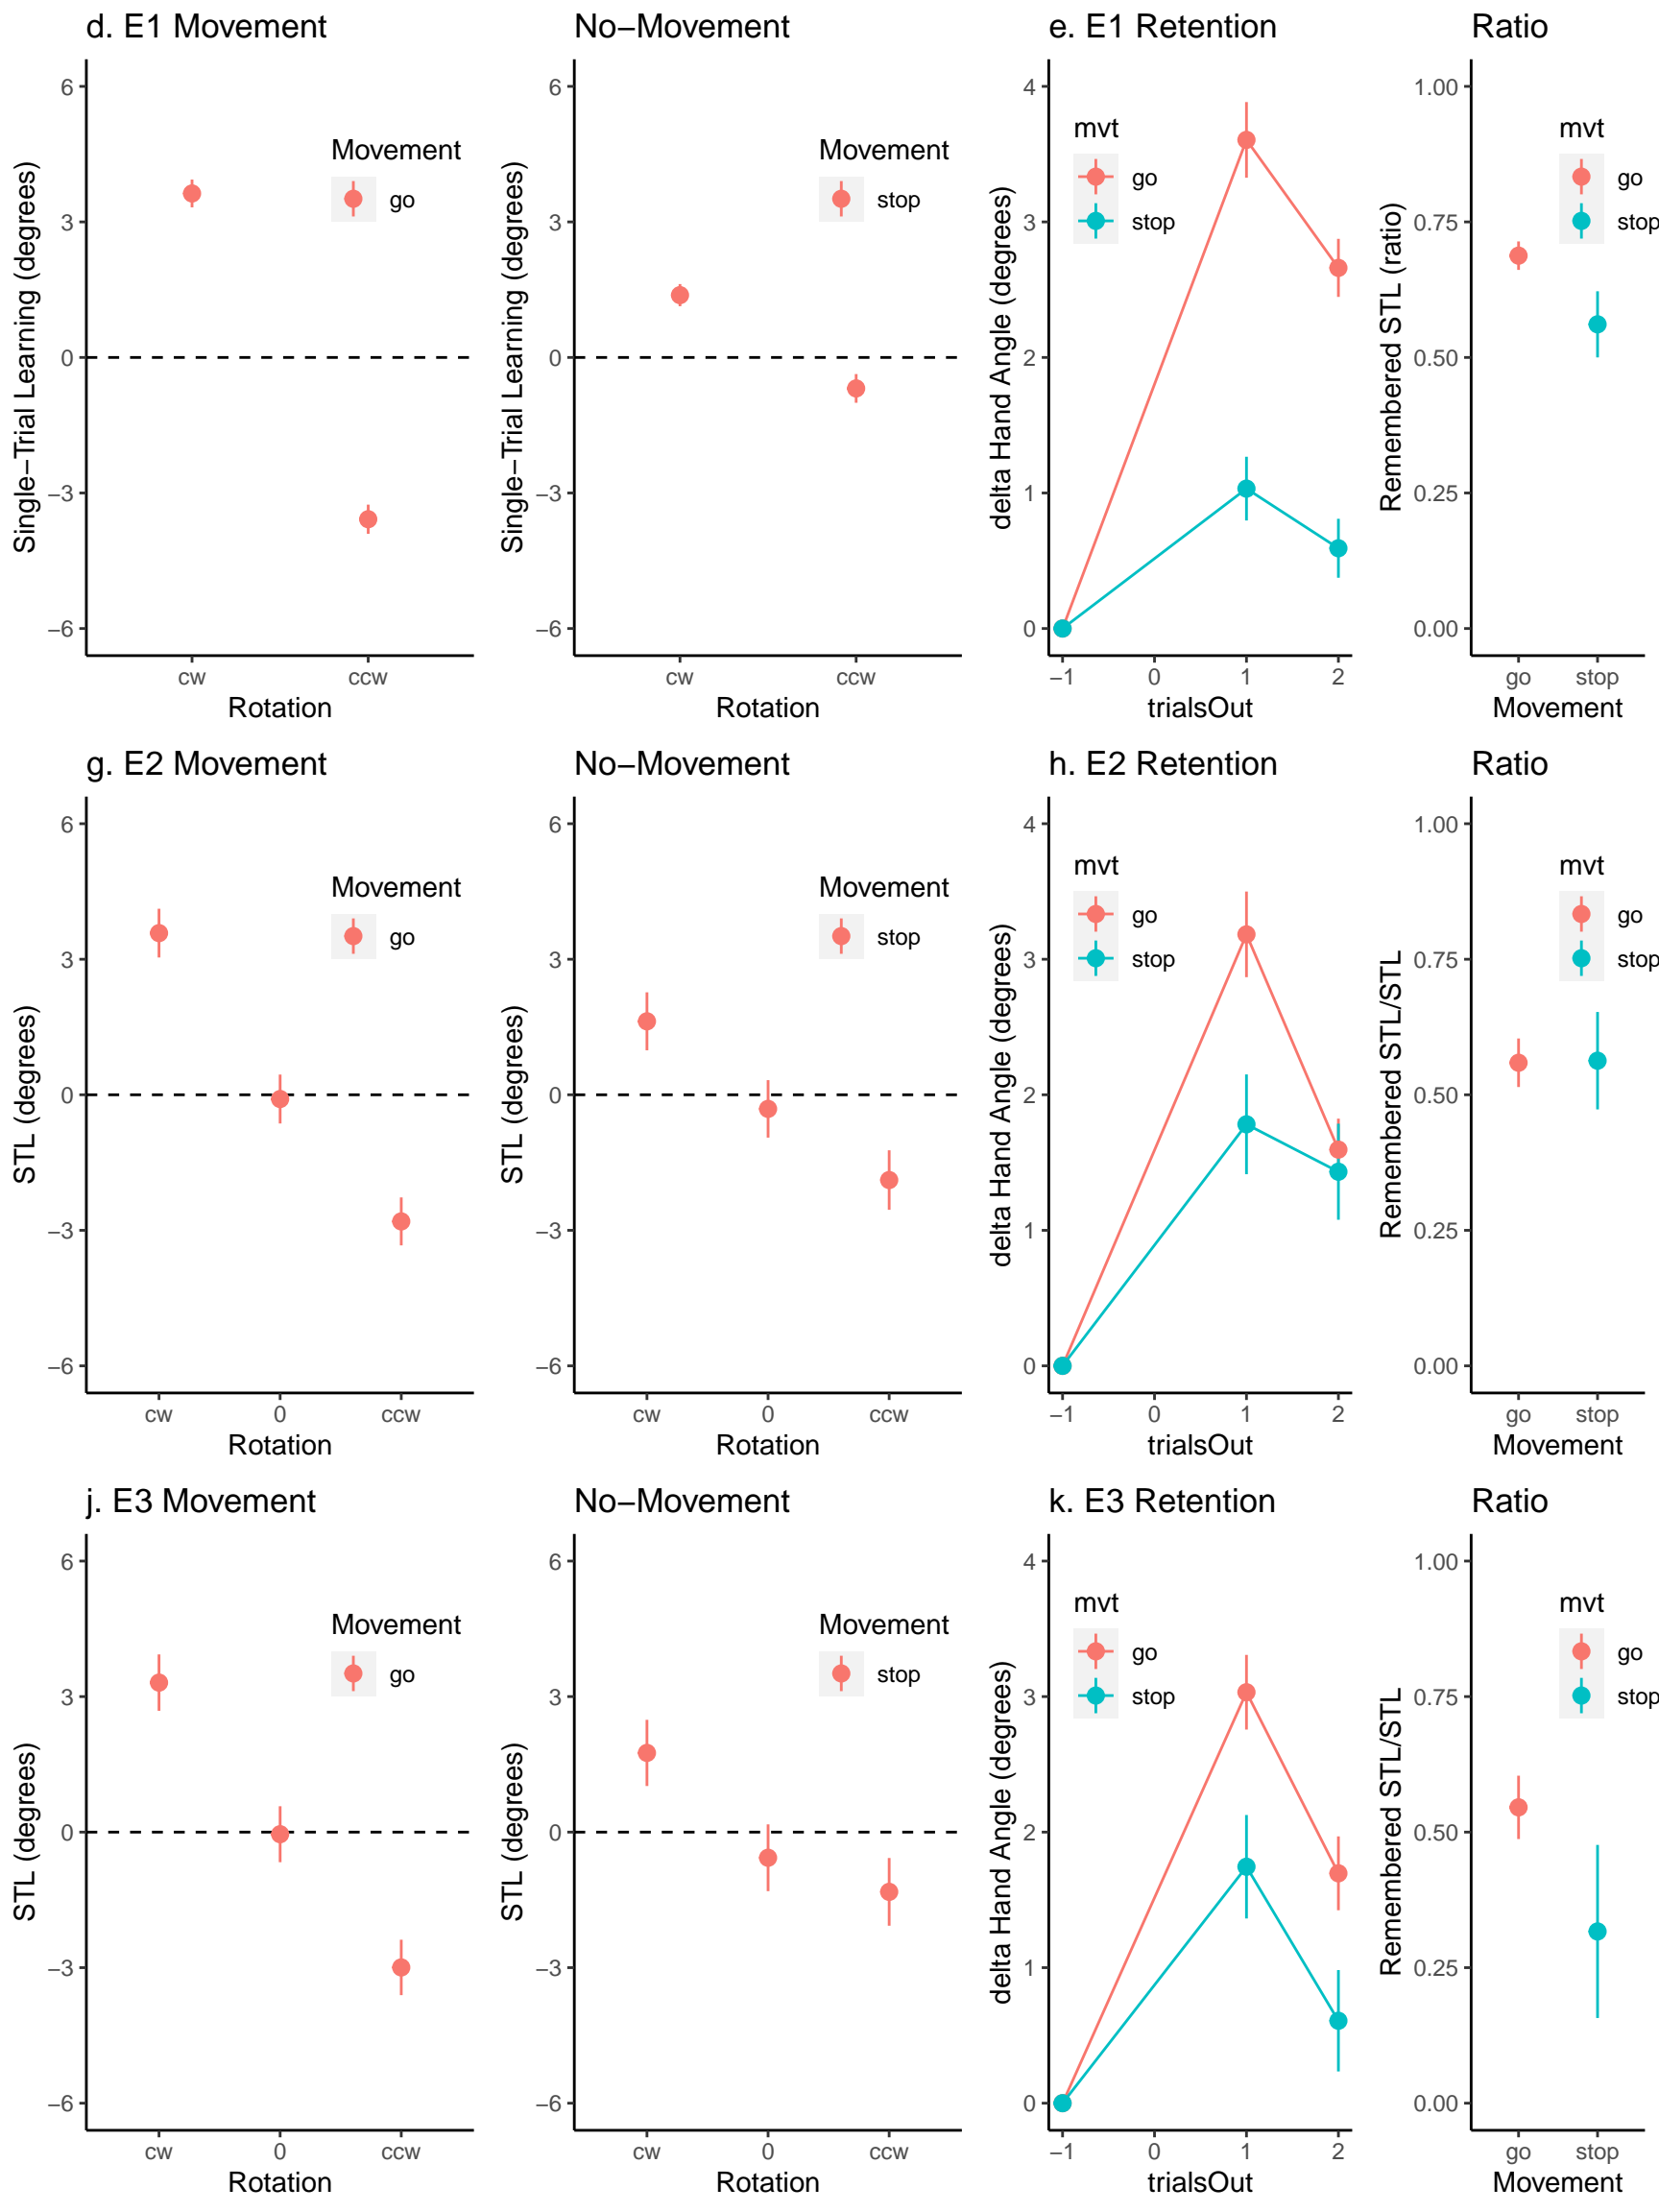 d. E1 Movement
No−Movement
e. E1 Retention
Ratio
Single−Trial Learning (degrees)
6
3
0
−3
−6
Movement
go
cw
ccw
Rotation
Single−Trial Learning (degrees)
6
3
0
−3
−6
Movement
stop
cw
ccw
Rotation
delta Hand Angle (degrees)
4
3
2
1
0
mvt
go
stop
−1
0
1
2
trialsOut
Remembered STL (ratio)
1.00
0.75
0.50
0.25
0.00
mvt
go
stop
go
stop
Movement
g. E2 Movement
No−Movement
h. E2 Retention
Ratio
STL (degrees)
6
3
0
−3
−6
Movement
go
cw
0
ccw
Rotation
STL (degrees)
6
3
0
−3
−6
Movement
stop
cw
0
ccw
Rotation
delta Hand Angle (degrees)
4
3
2
1
0
mvt
go
stop
−1
0
1
2
trialsOut
Remembered STL/STL
1.00
0.75
0.50
0.25
0.00
mvt
go
stop
go
stop
Movement
j. E3 Movement
No−Movement
k. E3 Retention
Ratio
STL (degrees)
6
3
0
−3
−6
Movement
go
cw
0
ccw
Rotation
STL (degrees)
6
3
0
−3
−6
Movement
stop
cw
0
ccw
Rotation
delta Hand Angle (degrees)
4
3
2
1
0
mvt
go
stop
−1
0
1
2
trialsOut
Remembered STL/STL
1.00
0.75
0.50
0.25
0.00
mvt
go
stop
go
stop
Movement